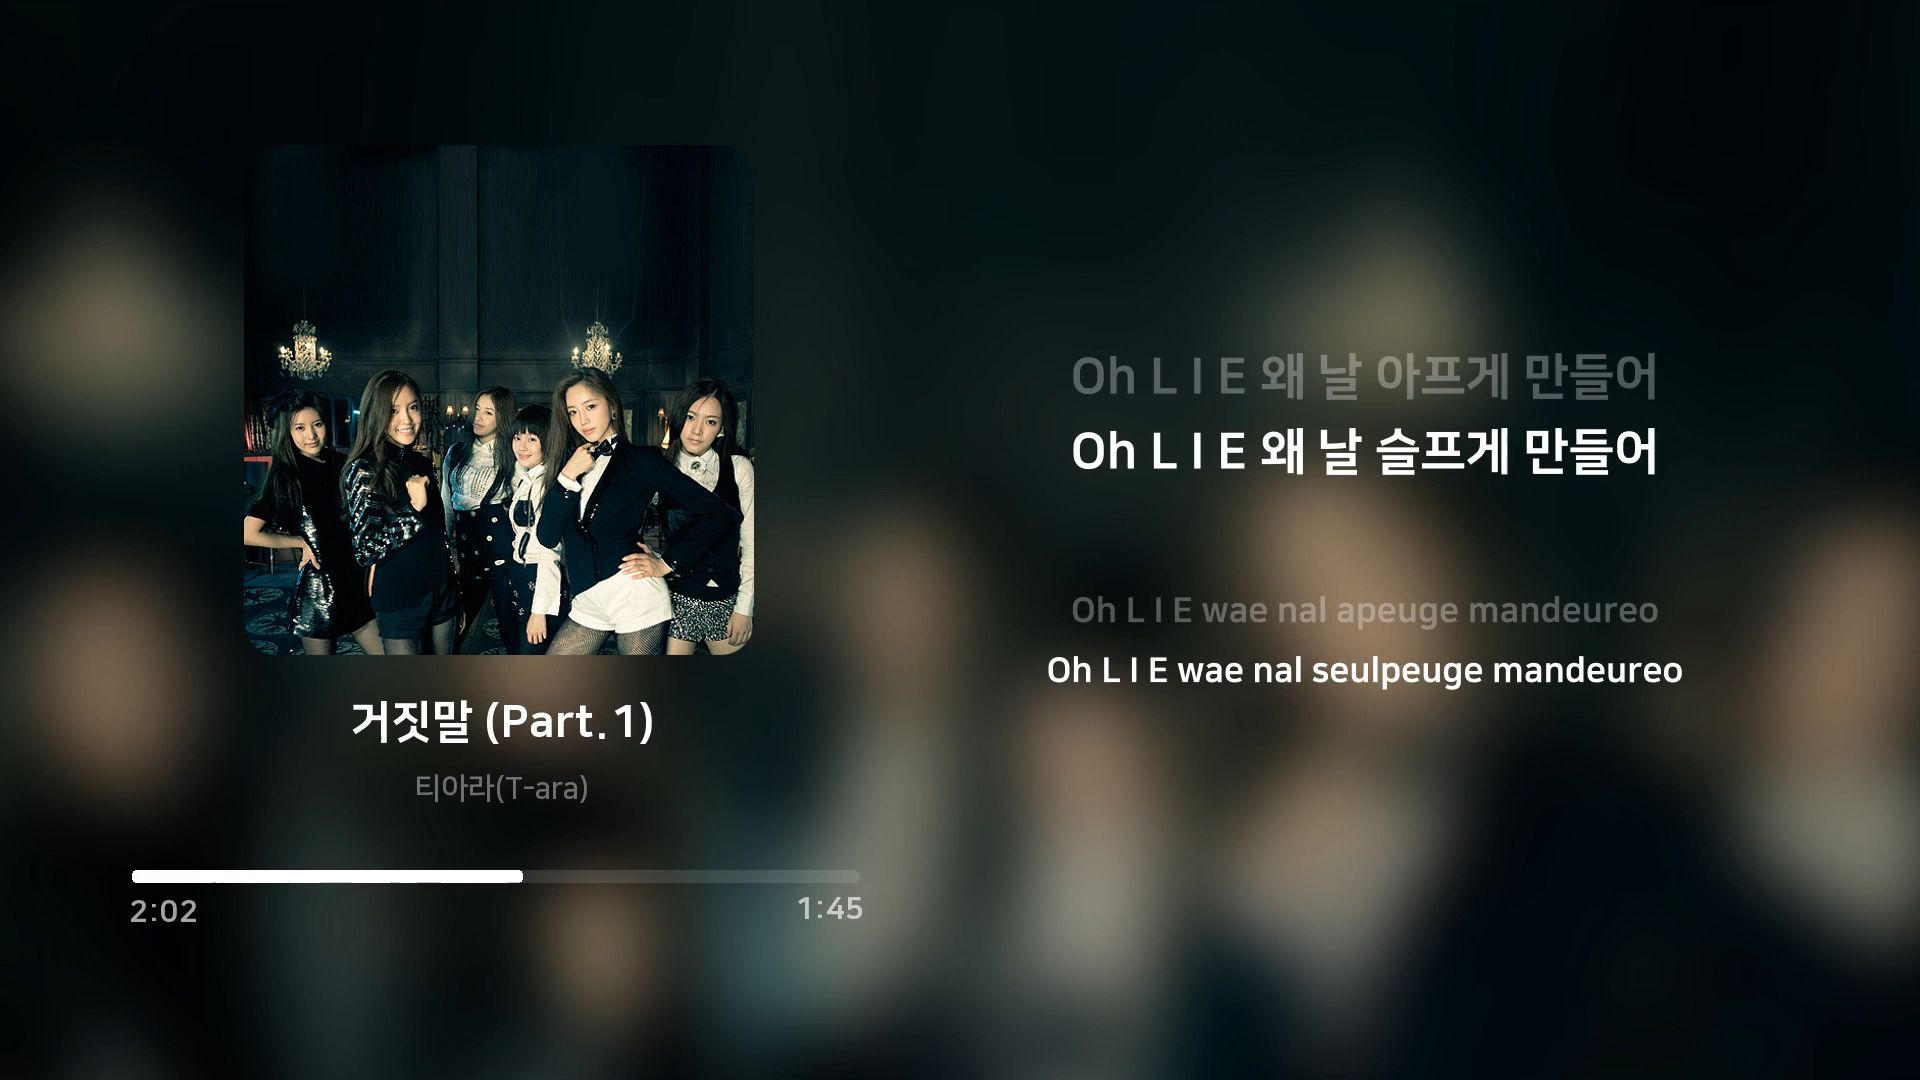 거짓말 (Part.1)
티아라(T-ara)
2:02
1:45
Oh L I E 왜 날 아프게 만들어
Oh L I E 왜 날 슬프게 만들어
Oh L I E wae nal apeuge mandeureo
Oh L I E wae nal seulpeuge mandeureo